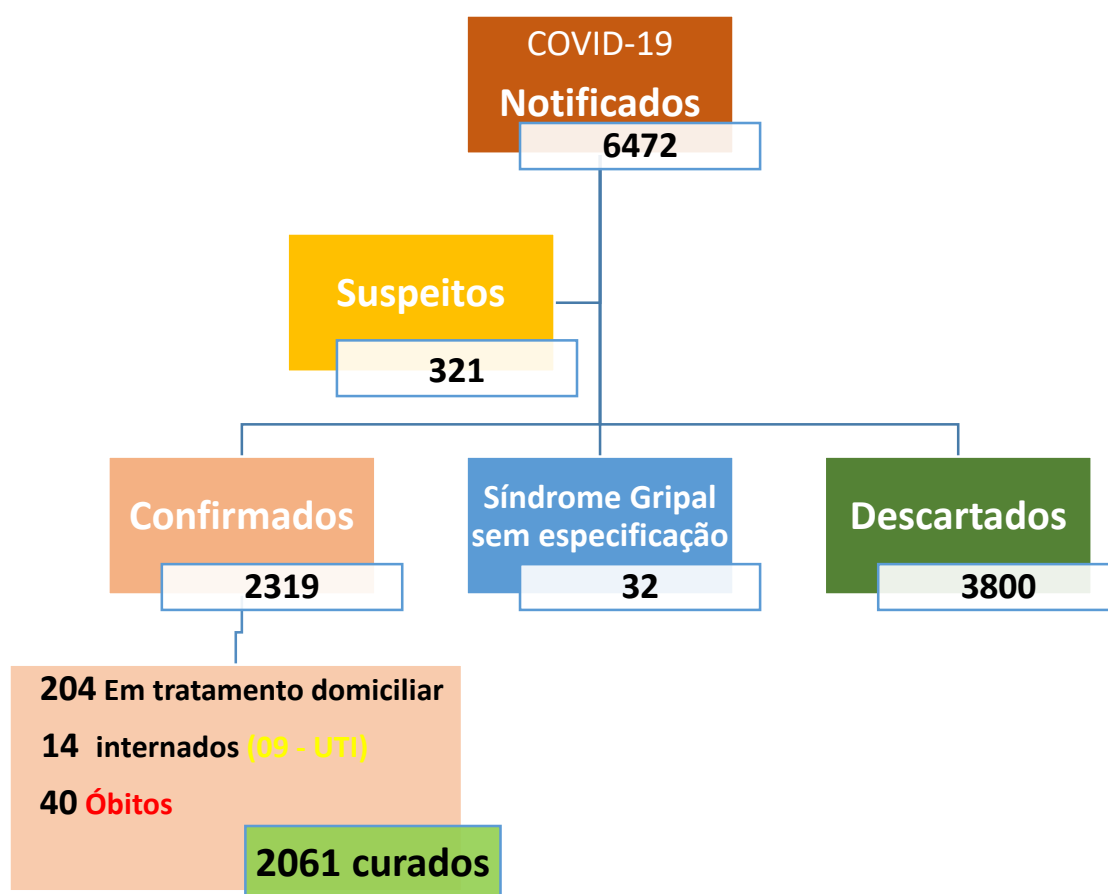 COVID-19
Notificados
6472
Suspeitos
321
Confirmados
2319
Síndrome Gripal
sem especificação
32
Descartados
3800
204 Em tratamento domiciliar
14 internados (09 - UTI)
40 Óbitos
2061 curados